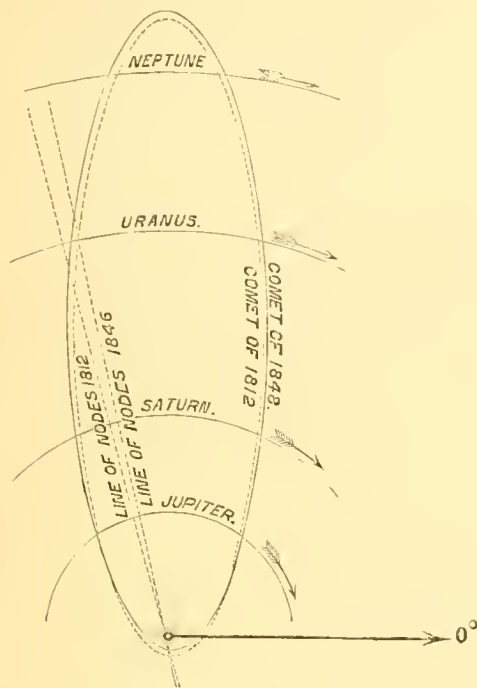 NEPTUNE
URANUS.
COMET OF 1848.
COMET OF 1812
LINE OF NODES 1812
LINE OF NODES 1846
SATURN.
JUPITER.
0°